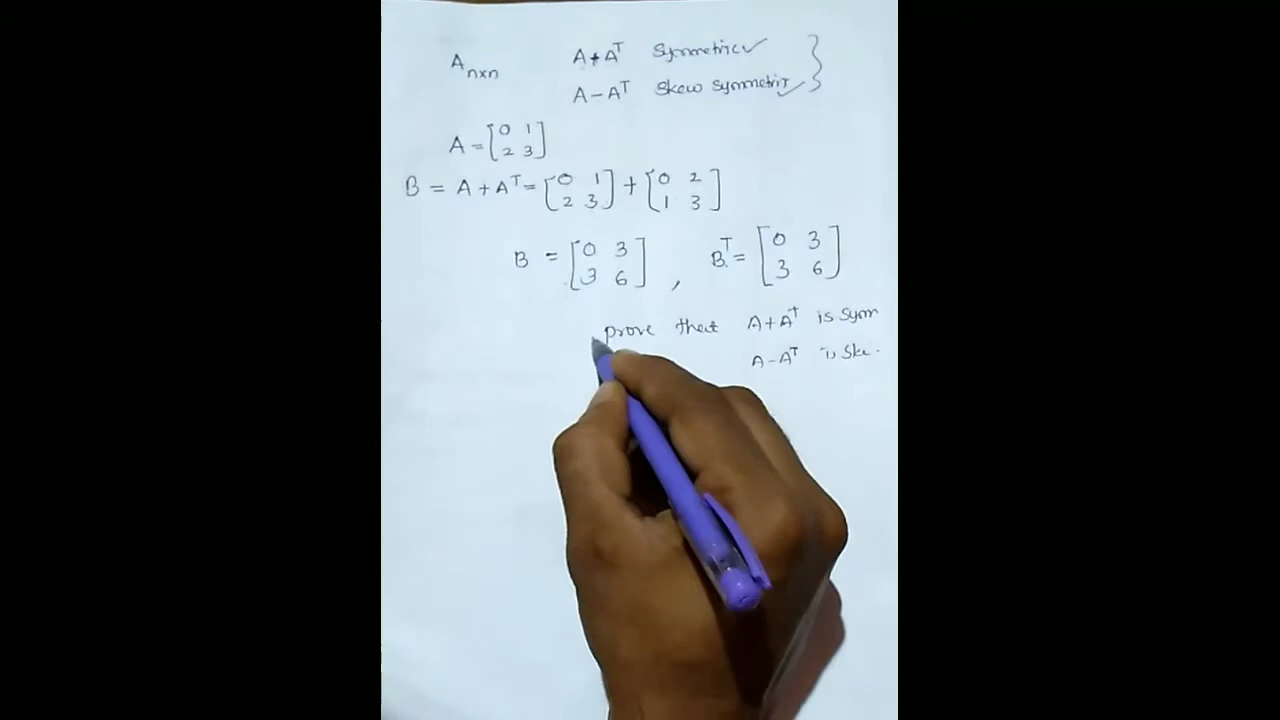 Aₙₓₙ A+Aᵀ Symmetric ✓
A−Aᵀ Skew Symmetric ✓
A = [0 1; 2 3]
B = A+Aᵀ = [0 1; 2 3] + [0 2; 1 3]
B = [0 3; 3 6] , Bᵀ = [0 3; 3 6]
prove that A+Aᵀ is Symm
A−Aᵀ is Ske.